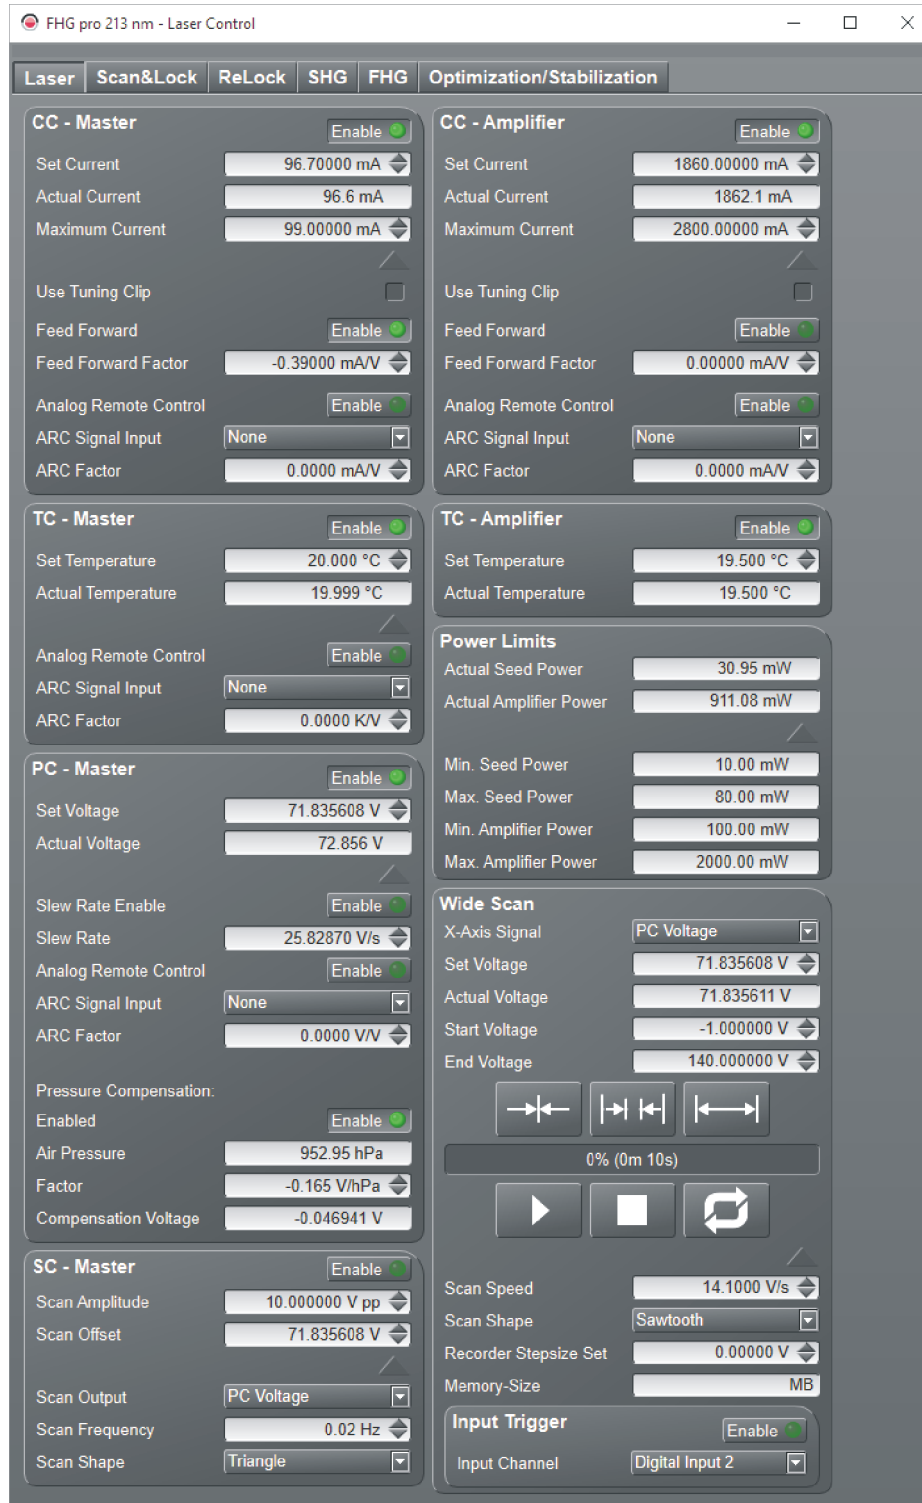 FHG pro 213 nm - Laser Control
Laser Scan&Lock ReLock SHG FHG Optimization/Stabilization
CC - Master
Enable
Set Current 96.70000 mA
Actual Current 96.6 mA
Maximum Current 99.00000 mA
Use Tuning Clip
Feed Forward Enable
Feed Forward Factor -0.39000 mA/V
Analog Remote Control Enable
ARC Signal Input None
ARC Factor 0.0000 mA/V
TC - Master
Enable
Set Temperature 20.000 °C
Actual Temperature 19.999 °C
Analog Remote Control Enable
ARC Signal Input None
ARC Factor 0.0000 K/V
PC - Master
Enable
Set Voltage 71.835608 V
Actual Voltage 72.856 V
Slew Rate Enable Enable
Slew Rate 25.82870 V/s
Analog Remote Control Enable
ARC Signal Input None
ARC Factor 0.0000 V/V
Pressure Compensation:
Enabled Enable
Air Pressure 952.95 hPa
Factor -0.165 V/hPa
Compensation Voltage -0.046941 V
SC - Master
Enable
Scan Amplitude 10.000000 V pp
Scan Offset 71.835608 V
Scan Output PC Voltage
Scan Frequency 0.02 Hz
Scan Shape Triangle
CC - Amplifier
Enable
Set Current 1860.00000 mA
Actual Current 1862.1 mA
Maximum Current 2800.00000 mA
Use Tuning Clip
Feed Forward Enable
Feed Forward Factor 0.00000 mA/V
Analog Remote Control Enable
ARC Signal Input None
ARC Factor 0.0000 mA/V
TC - Amplifier
Enable
Set Temperature 19.500 °C
Actual Temperature 19.500 °C
Power Limits
Actual Seed Power 30.95 mW
Actual Amplifier Power 911.08 mW
Min. Seed Power 10.00 mW
Max. Seed Power 80.00 mW
Min. Amplifier Power 100.00 mW
Max. Amplifier Power 2000.00 mW
Wide Scan
X-Axis Signal PC Voltage
Set Voltage 71.835608 V
Actual Voltage 71.835611 V
Start Voltage -1.000000 V
End Voltage 140.000000 V
0% (0m 10s)
Scan Speed 14.1000 V/s
Scan Shape Sawtooth
Recorder Stepsize Set 0.00000 V
Memory-Size MB
Input Trigger
Enable
Input Channel Digital Input 2